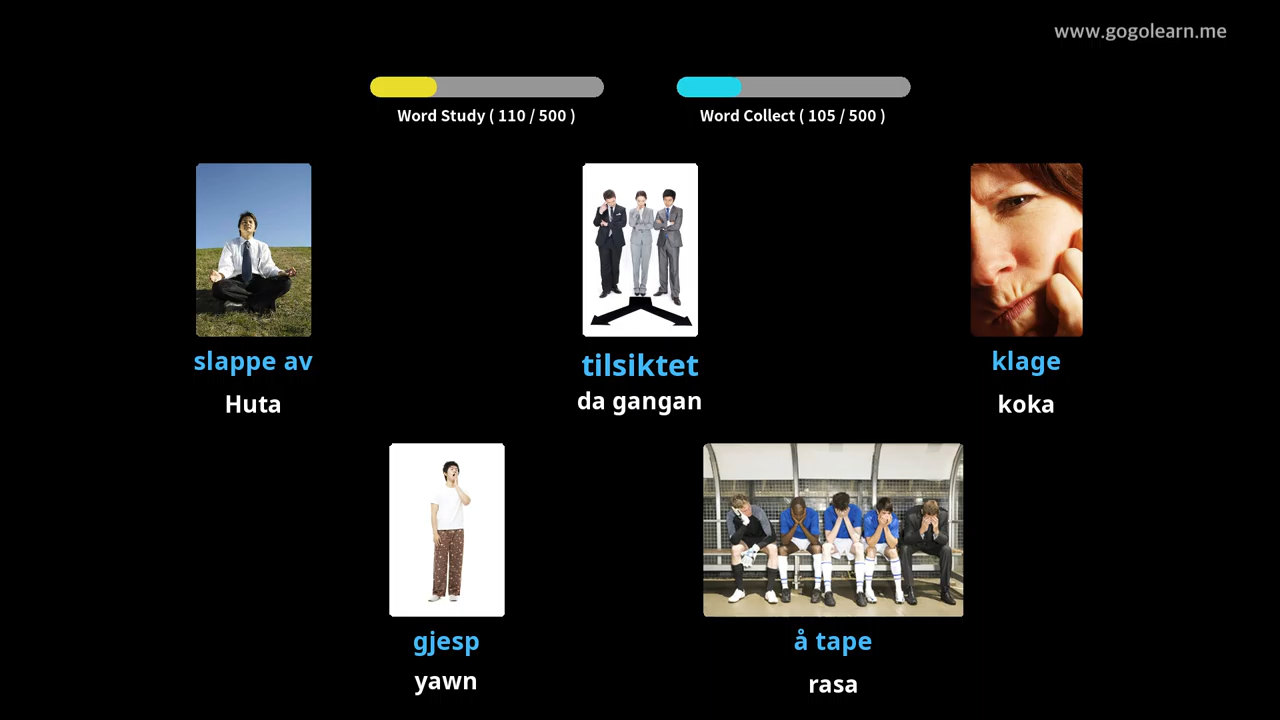 www.gogolearn.me
Word Study ( 110 / 500 )
Word Collect ( 105 / 500 )
slappe av
Huta
tilsiktet
da gangan
klage
koka
gjesp
yawn
å tape
rasa